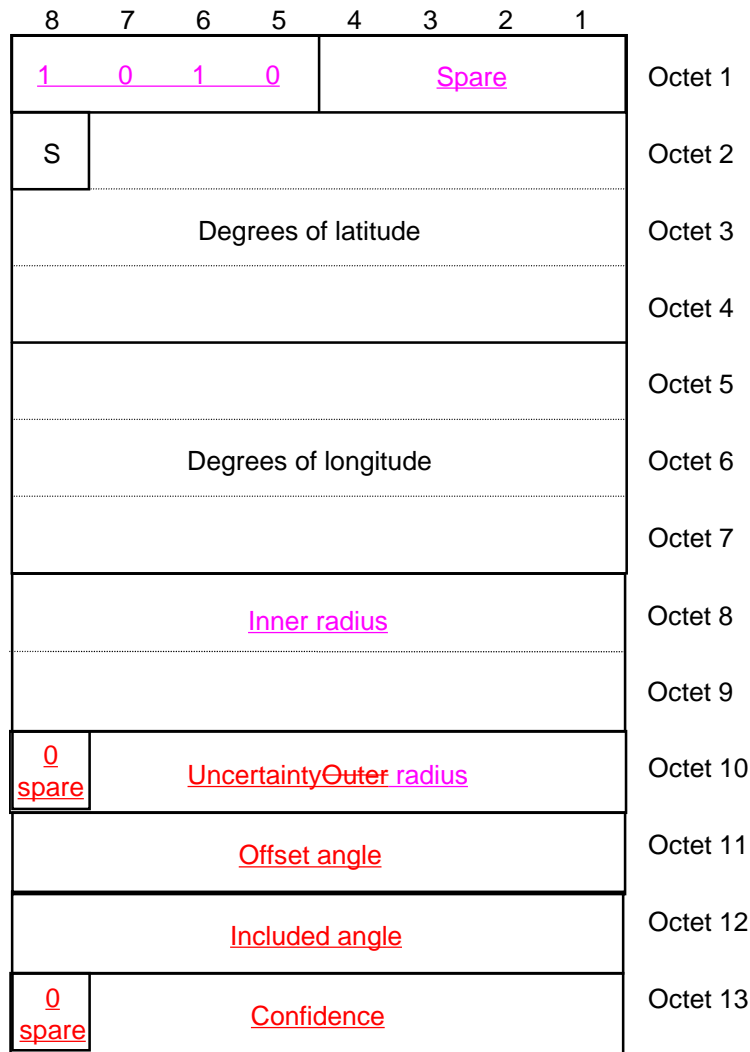 8 7 6 5 4 3 2 1
1 0 1 0 Spare Octet 1
S Octet 2
Degrees of latitude Octet 3
Octet 4
Octet 5
Degrees of longitude Octet 6
Octet 7
Inner radius Octet 8
Octet 9
0
spare UncertaintyOuter radius Octet 10
Offset angle Octet 11
Included angle Octet 12
0
spare Confidence Octet 13